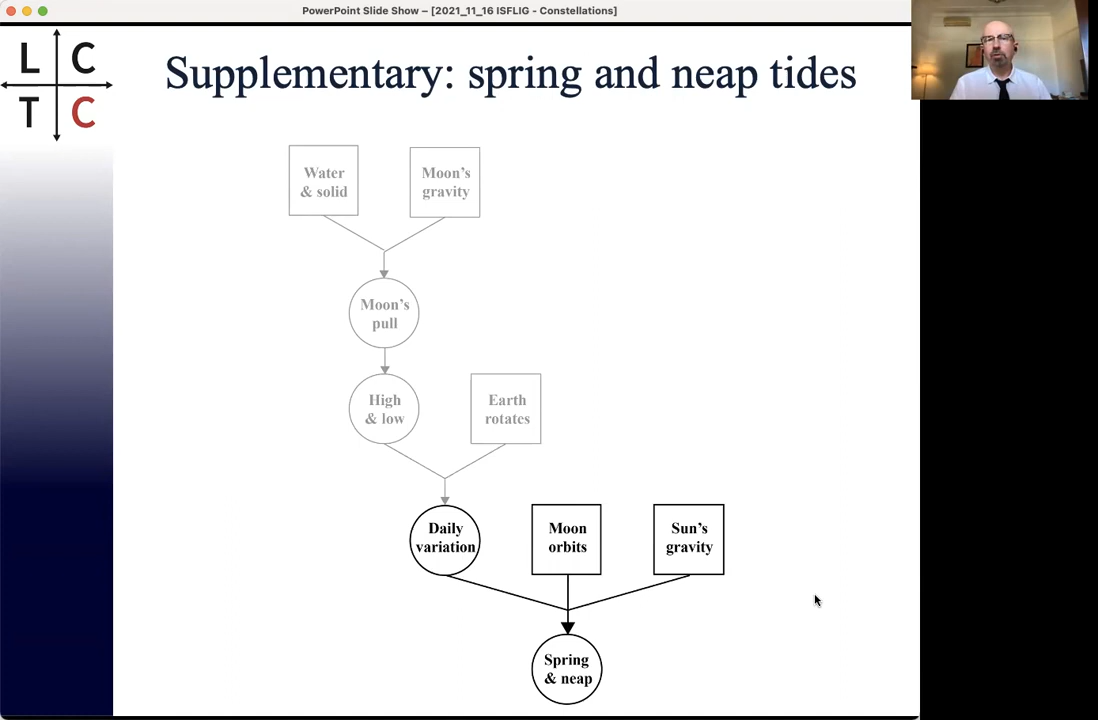 PowerPoint Slide Show – [2021_11_16 ISFLIG - Constellations]
L C
T C
Supplementary: spring and neap tides
Water
& solid
Moon's
gravity
Moon's
pull
High
& low
Earth
rotates
Daily
variation
Moon
orbits
Sun's
gravity
Spring
& neap